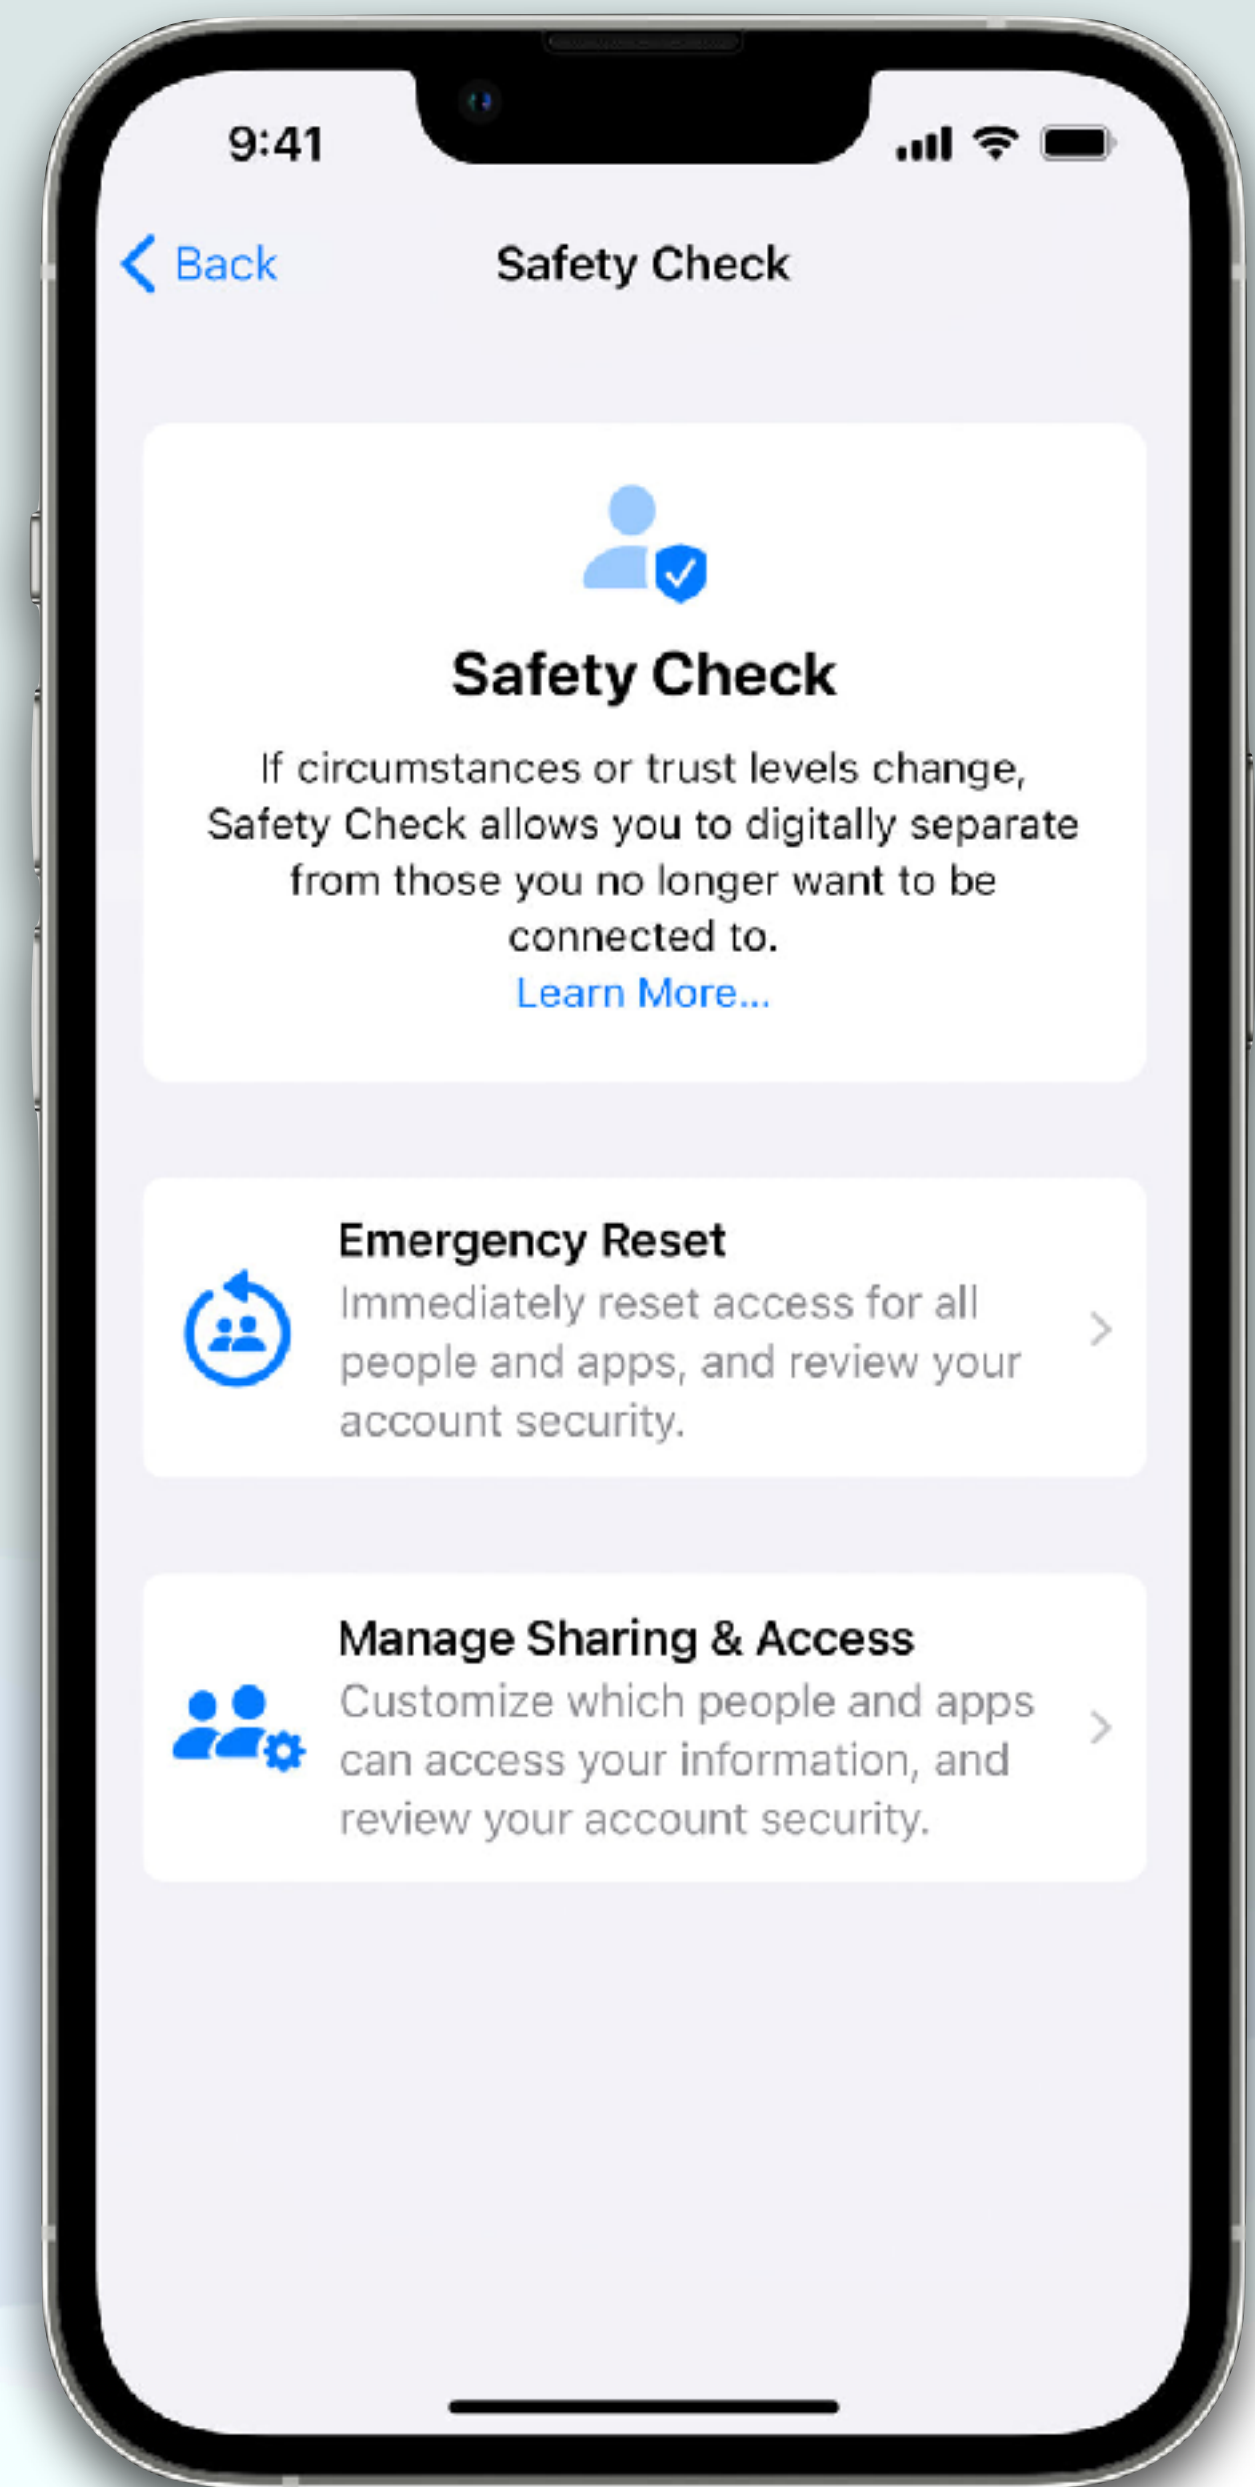 9:41
Back
Safety Check
Safety Check
If circumstances or trust levels change,
Safety Check allows you to digitally separate
from those you no longer want to be
connected to.
Learn More...
Emergency Reset
Immediately reset access for all
people and apps, and review your
account security.
Manage Sharing & Access
Customize which people and apps
can access your information, and
review your account security.